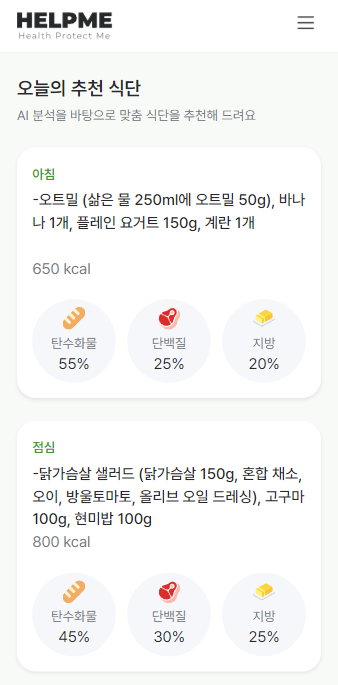 HELPME
Health Protect Me
오늘의 추천 식단
AI 분석을 바탕으로 맞춤 식단을 추천해 드려요
아침
-오트밀 (삶은 물 250ml에 오트밀 50g), 바나
나 1개, 플레인 요거트 150g, 계란 1개
650 kcal
탄수화물 단백질 지방
55% 25% 20%
점심
-닭가슴살 샐러드 (닭가슴살 150g, 혼합 채소,
오이, 방울토마토, 올리브 오일 드레싱), 고구마
100g, 현미밥 100g
800 kcal
탄수화물 단백질 지방
45% 30% 25%